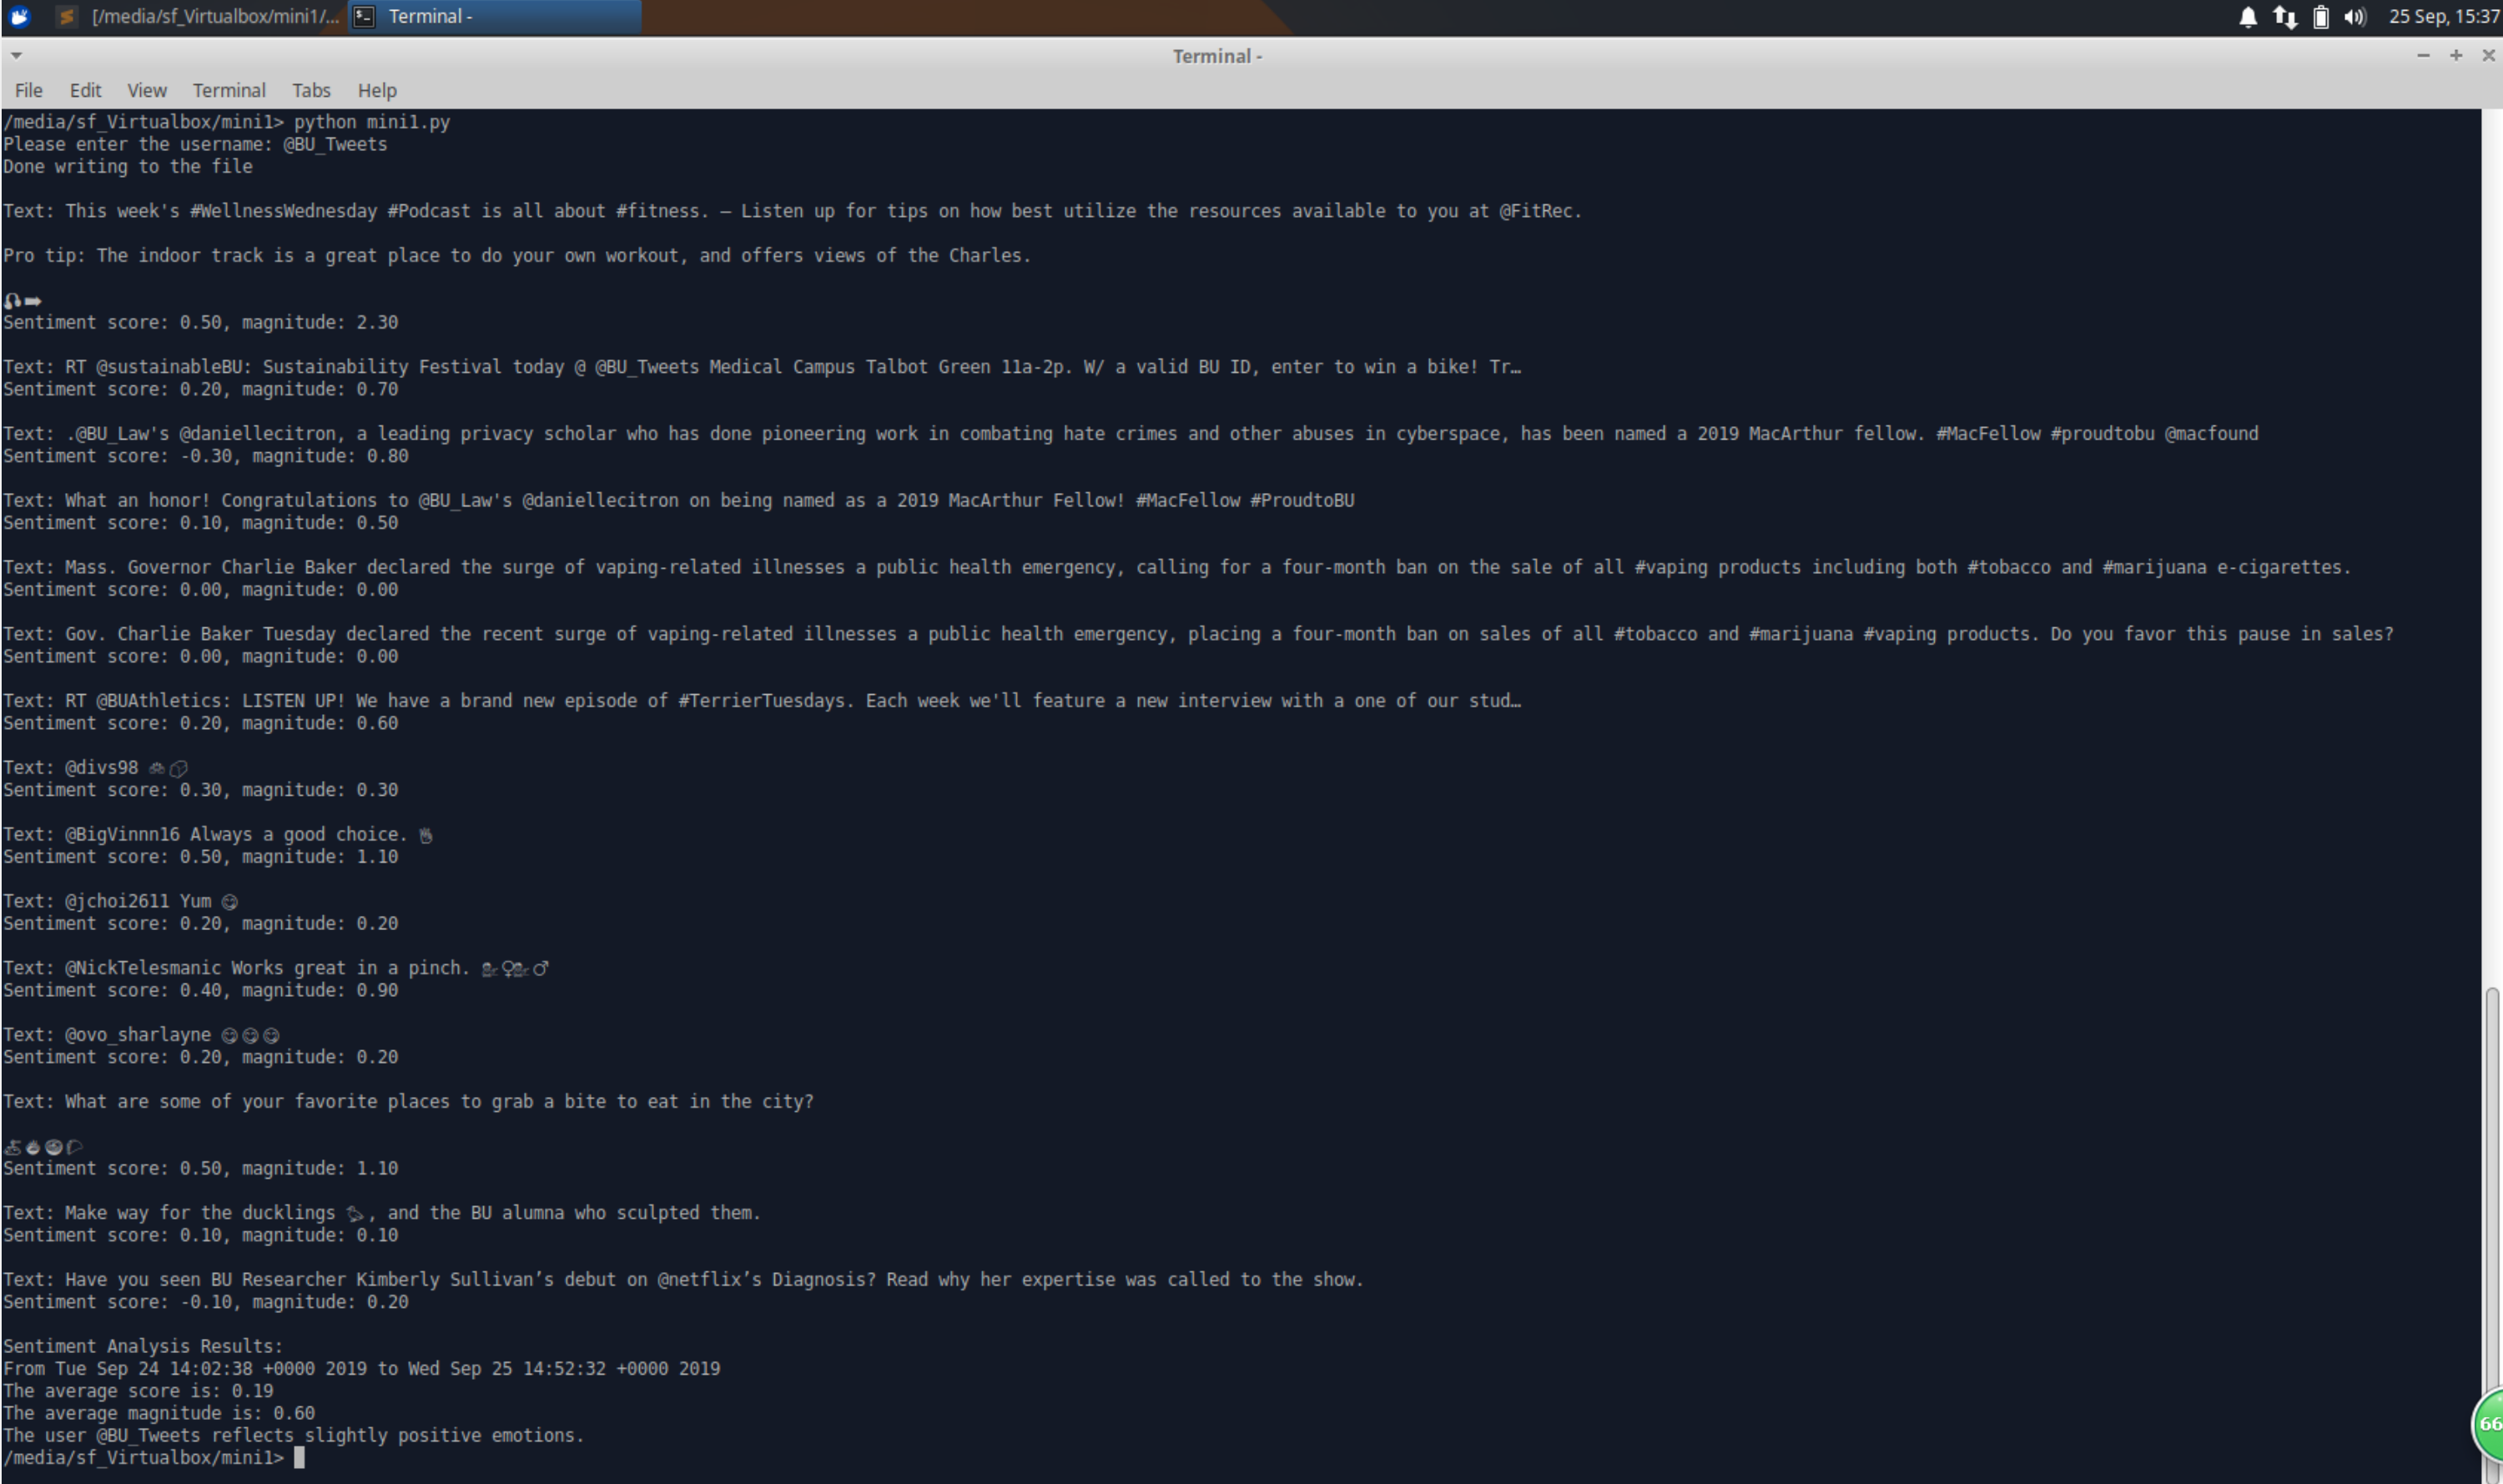 [/media/sf_Virtualbox/mini1/...
Terminal -
25 Sep, 15:37
Terminal -
File Edit View Terminal Tabs Help
/media/sf_Virtualbox/mini1> python mini1.py
Please enter the username: @BU_Tweets
Done writing to the file
Text: This week's #WellnessWednesday #Podcast is all about #fitness. — Listen up for tips on how best utilize the resources available to you at @FitRec.
Pro tip: The indoor track is a great place to do your own workout, and offers views of the Charles.
🎧➡
Sentiment score: 0.50, magnitude: 2.30
Text: RT @sustainableBU: Sustainability Festival today @ @BU_Tweets Medical Campus Talbot Green 11a-2p. W/ a valid BU ID, enter to win a bike! Tr…
Sentiment score: 0.20, magnitude: 0.70
Text: .@BU_Law's @daniellecitron, a leading privacy scholar who has done pioneering work in combating hate crimes and other abuses in cyberspace, has been named a 2019 MacArthur fellow. #MacFellow #proudtobu @macfound
Sentiment score: -0.30, magnitude: 0.80
Text: What an honor! Congratulations to @BU_Law's @daniellecitron on being named as a 2019 MacArthur Fellow! #MacFellow #ProudtoBU
Sentiment score: 0.10, magnitude: 0.50
Text: Mass. Governor Charlie Baker declared the surge of vaping-related illnesses a public health emergency, calling for a four-month ban on the sale of all #vaping products including both #tobacco and #marijuana e-cigarettes.
Sentiment score: 0.00, magnitude: 0.00
Text: Gov. Charlie Baker Tuesday declared the recent surge of vaping-related illnesses a public health emergency, placing a four-month ban on sales of all #tobacco and #marijuana #vaping products. Do you favor this pause in sales?
Sentiment score: 0.00, magnitude: 0.00
Text: RT @BUAthletics: LISTEN UP! We have a brand new episode of #TerrierTuesdays. Each week we'll feature a new interview with a one of our stud…
Sentiment score: 0.20, magnitude: 0.60
Text: @divs98
Sentiment score: 0.30, magnitude: 0.30
Text: @BigVinnn16 Always a good choice.
Sentiment score: 0.50, magnitude: 1.10
Text: @jchoi2611 Yum 😋
Sentiment score: 0.20, magnitude: 0.20
Text: @NickTelesmanic Works great in a pinch.
Sentiment score: 0.40, magnitude: 0.90
Text: @ovo_sharlayne 😋😋😋
Sentiment score: 0.20, magnitude: 0.20
Text: What are some of your favorite places to grab a bite to eat in the city?
Sentiment score: 0.50, magnitude: 1.10
Text: Make way for the ducklings 🦆, and the BU alumna who sculpted them.
Sentiment score: 0.10, magnitude: 0.10
Text: Have you seen BU Researcher Kimberly Sullivan’s debut on @netflix’s Diagnosis? Read why her expertise was called to the show.
Sentiment score: -0.10, magnitude: 0.20
Sentiment Analysis Results:
From Tue Sep 24 14:02:38 +0000 2019 to Wed Sep 25 14:52:32 +0000 2019
The average score is: 0.19
The average magnitude is: 0.60
The user @BU_Tweets reflects slightly positive emotions.
/media/sf_Virtualbox/mini1>
66